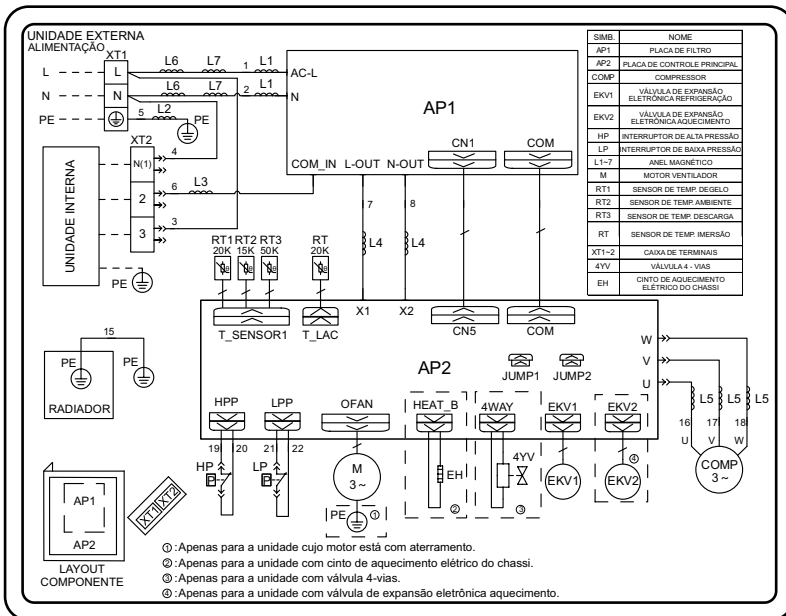 UNIDADE EXTERNA
ALIMENTAÇÃO
XT1
L
L
L6
L7
1
L1
AC-L
N
N
L6
L7
2
L1
N
PE
5
L2
PE
XT2
4
N(1)
6
L3
2
3
3
UNIDADE INTERNA
PE
AP1
COM_IN
L-OUT
N-OUT
CN1
COM
7
8
L4
L4
RT1
20K
RT2
15K
RT3
50K
RT
20K
T_SENSOR1
T_LAC
X1
X2
CN5
COM
AP2
JUMP1
JUMP2
W
V
U
L5
L5
L5
16
17
18
U
V
W
COMP
3 ~
15
PE
PE
RADIADOR
HPP
LPP
OFAN
HEAT_B
4WAY
EKV1
EKV2
19
20
21
22
HP
LP
M
3 ~
PE
①
EH
②
4YV
③
EKV1
④
EKV2
AP1
AP2
XT1
XT2
LAYOUT
COMPONENTE
①:Apenas para a unidade cujo motor está com aterramento.
②:Apenas para a unidade com cinto de aquecimento elétrico do chassi.
③:Apenas para a unidade com válvula 4-vias.
④:Apenas para a unidade com válvula de expansão eletrônica aquecimento.
SIMB. NOME
AP1 PLACA DE FILTRO
AP2 PLACA DE CONTROLE PRINCIPAL
COMP COMPRESSOR
EKV1 VÁLVULA DE EXPANSÃO
ELETRÔNICA REFRIGERAÇÃO
EKV2 VÁLVULA DE EXPANSÃO
ELETRÔNICA AQUECIMENTO
HP INTERRUPTOR DE ALTA PRESSÃO
LP INTERRUPTOR DE BAIXA PRESSÃO
L1~7 ANEL MAGNÉTICO
M MOTOR VENTILADOR
RT1 SENSOR DE TEMP. DEGELO
RT2 SENSOR DE TEMP. AMBIENTE
RT3 SENSOR DE TEMP. DESCARGA
RT SENSOR DE TEMP. IMERSÃO
XT1~2 CAIXA DE TERMINAIS
4YV VÁLVULA 4 - VIAS
EH CINTO DE AQUECIMENTO
ELÉTRICO DO CHASSI